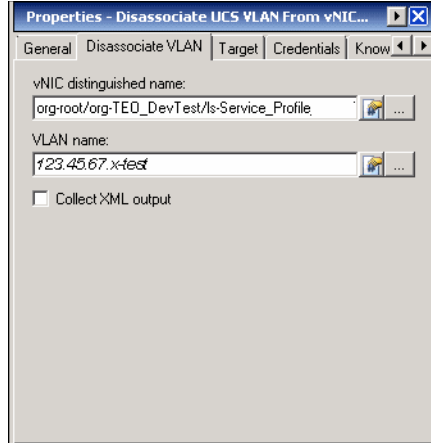 Properties - Disassociate UCS VLAN From vNIC...
General Disassociate VLAN Target Credentials Know
vNIC distinguished name:
org-root/org-TEO_DevTest/ls-Service_Profile
...
VLAN name:
123.45.67.x-test
...
Collect XML output